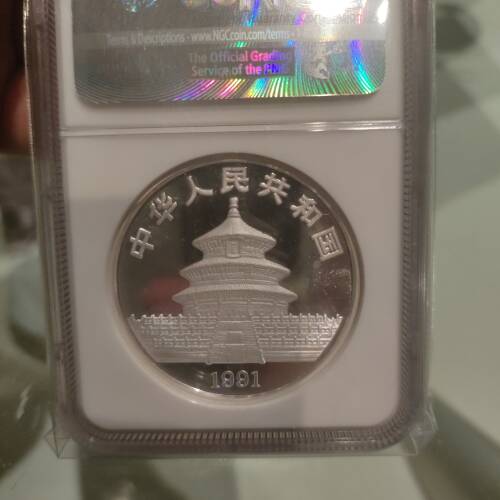 Terms & Descriptions - www.NGCcoin.com/terms
The Official Grading
Service of the
中华人民共和国
1991